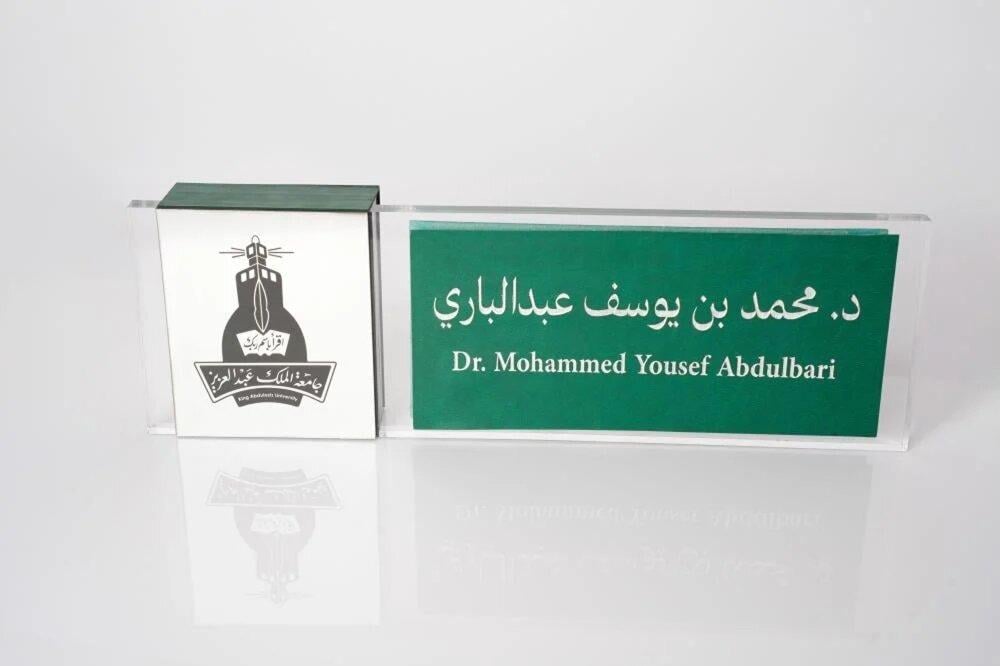 د. محمد بن يوسف عبدالباري
Dr. Mohammed Yousef Abdulbari
اقرأ باسم ربك
جامعة الملك عبدالعزيز
King Abdulaziz University